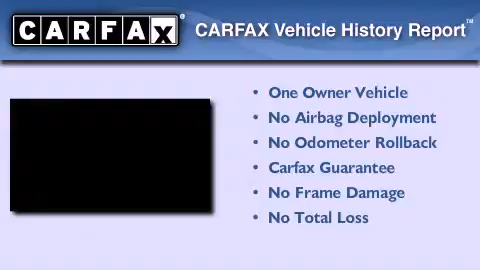 CARFAX® CARFAX Vehicle History Report™
• One Owner Vehicle
• No Airbag Deployment
• No Odometer Rollback
• Carfax Guarantee
• No Frame Damage
• No Total Loss